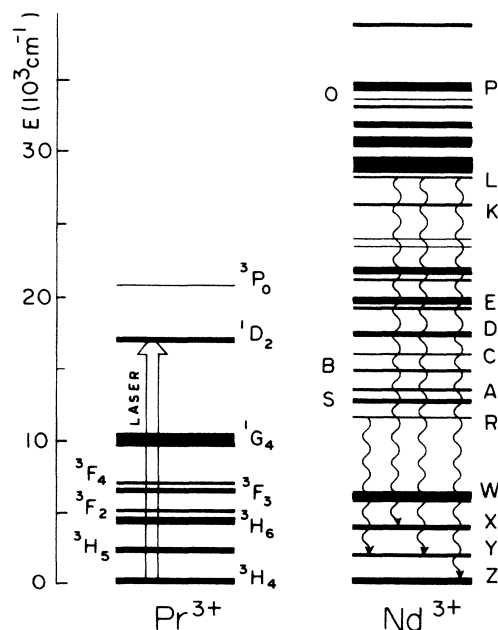 E (10³cm⁻¹)
30
20
10
0
³P₀
¹D₂
LASER
¹G₄
³F₄
³F₃
³F₂
³H₆
³H₅
³H₄
Pr³⁺
O
P
L
K
E
D
C
B
A
S
R
W
X
Y
Z
Nd³⁺